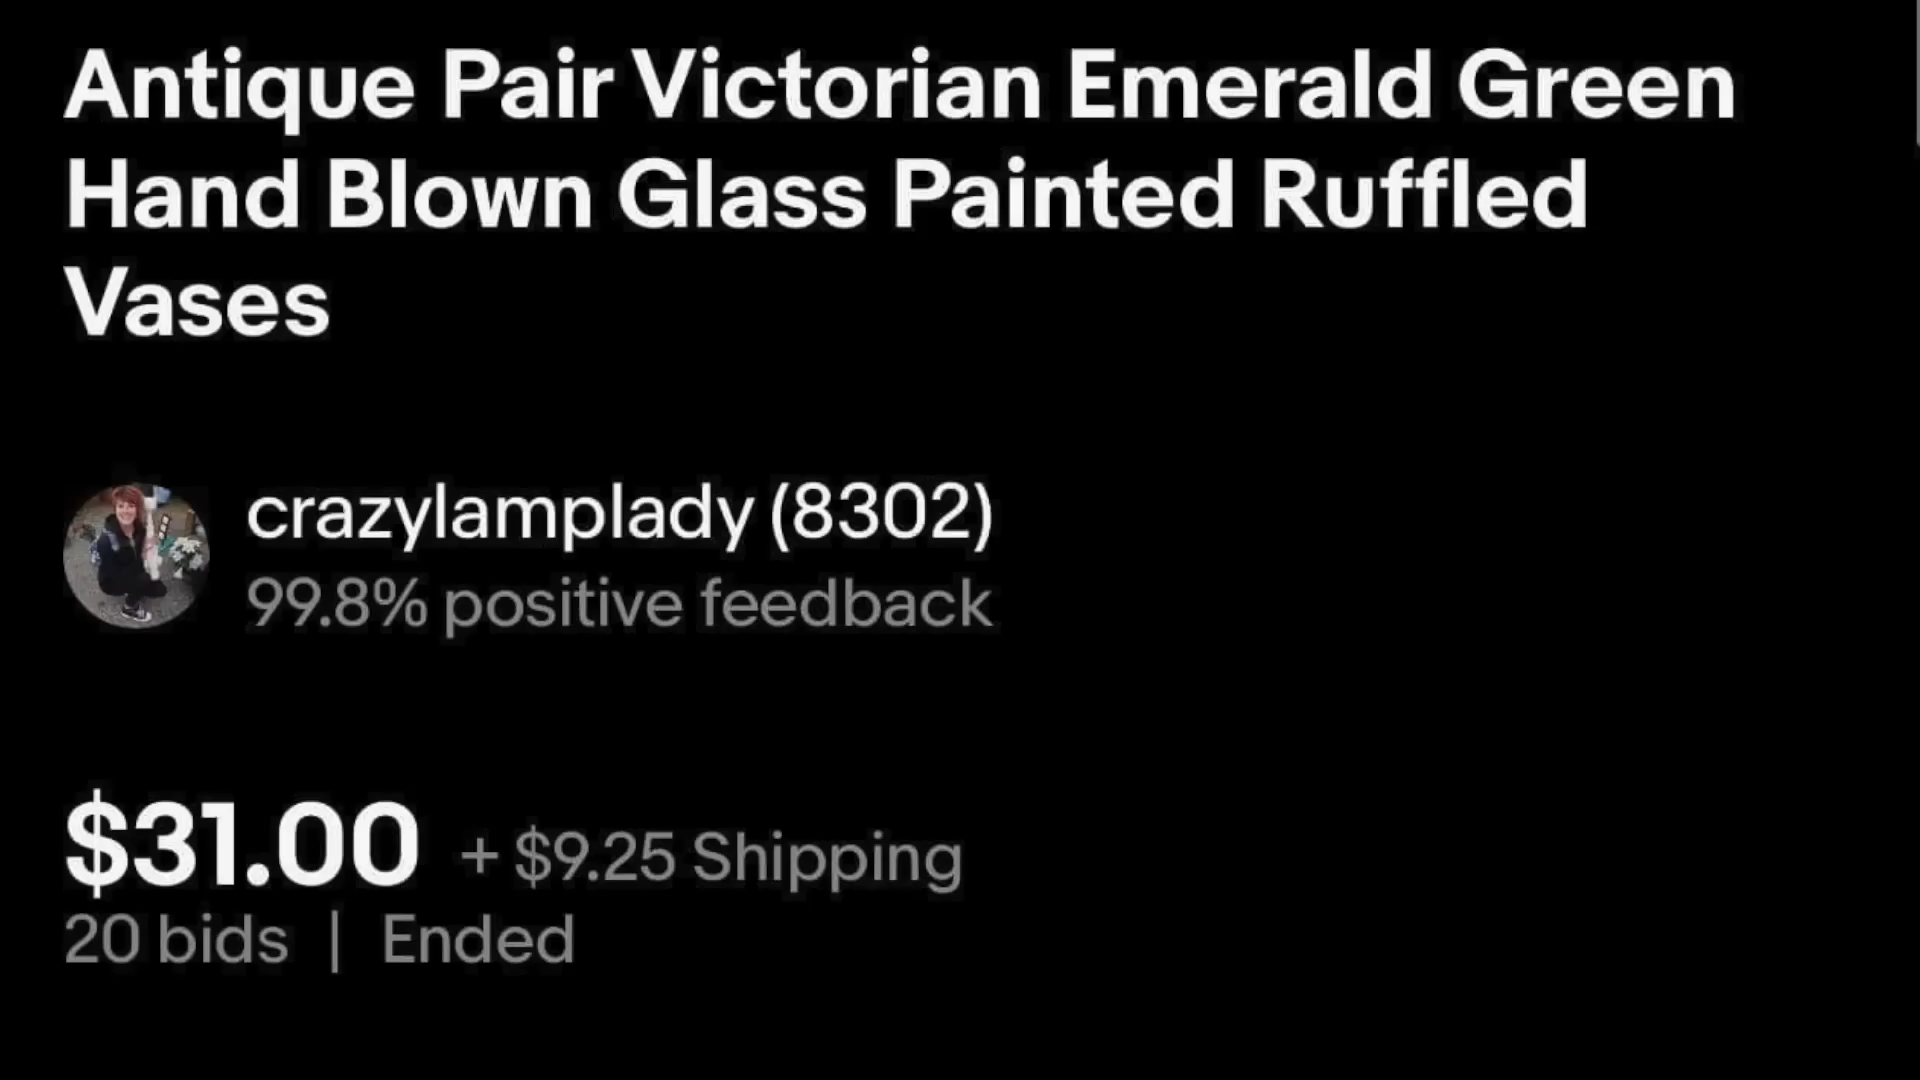 Antique Pair Victorian Emerald Green
Hand Blown Glass Painted Ruffled
Vases
crazylamplady (8302)
99.8% positive feedback
$31.00 + $9.25 Shipping
20 bids | Ended